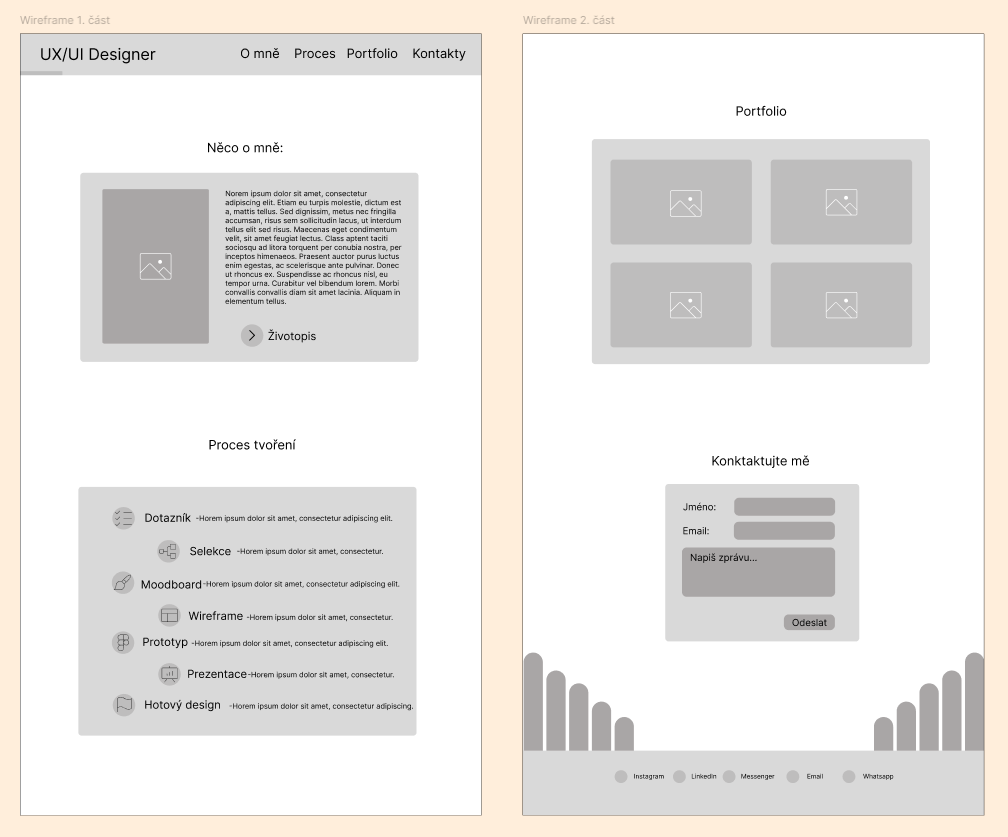 Wireframe 1. část
UX/UI Designer
O mně
Proces
Portfolio
Kontakty
Něco o mně:
Norem ipsum dolor sit amet, consectetur
adipiscing elit. Etiam eu turpis molestie, dictum est
a, mattis tellus. Sed dignissim, metus nec fringilla
accumsan, risus sem sollicitudin lacus, ut interdum
tellus elit sed risus. Maecenas eget condimentum
velit, sit amet feugiat lectus. Class aptent taciti
sociosqu ad litora torquent per conubia nostra, per
inceptos himenaeos. Praesent auctor purus luctus
enim egestas, ac scelerisque ante pulvinar. Donec
ut rhoncus ex. Suspendisse ac rhoncus nisl, eu
tempor urna. Curabitur vel bibendum lorem. Morbi
convallis convallis diam sit amet lacinia. Aliquam in
elementum tellus.
Životopis
Proces tvoření
Dotazník -Horem ipsum dolor sit amet, consectetur adipiscing elit.
Selekce -Horem ipsum dolor sit amet, consectetur.
Moodboard-Horem ipsum dolor sit amet, consectetur adipiscing elit.
Wireframe -Horem ipsum dolor sit amet, consectetur.
Prototyp -Horem ipsum dolor sit amet, consectetur adipiscing elit.
Prezentace-Horem ipsum dolor sit amet, consectetur.
Hotový design -Horem ipsum dolor sit amet, consectetur adipiscing.
Wireframe 2. část
Portfolio
Konktaktujte mě
Jméno:
Email:
Napiš zprávu...
Odeslat
Instagram
LinkedIn
Messenger
Email
Whatsapp